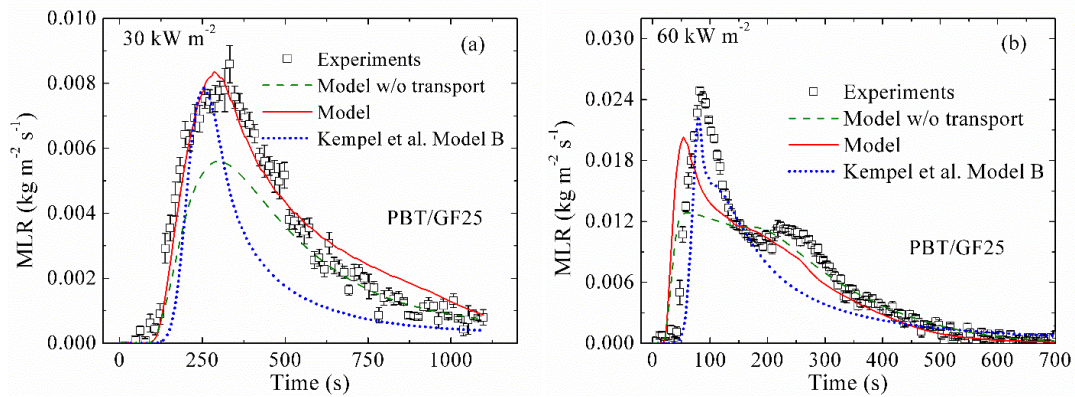 30 kW m⁻²
(a)
Experiments
Model w/o transport
Model
Kempel et al. Model B
PBT/GF25
MLR (kg m⁻² s⁻¹)
0.010
0.008
0.006
0.004
0.002
0.000
0 250 500 750 1000
Time (s)
60 kW m⁻²
(b)
Experiments
Model w/o transport
Model
Kempel et al. Model B
PBT/GF25
MLR (kg m⁻² s⁻¹)
0.030
0.024
0.018
0.012
0.006
0.000
0 100 200 300 400 500 600 700
Time (s)